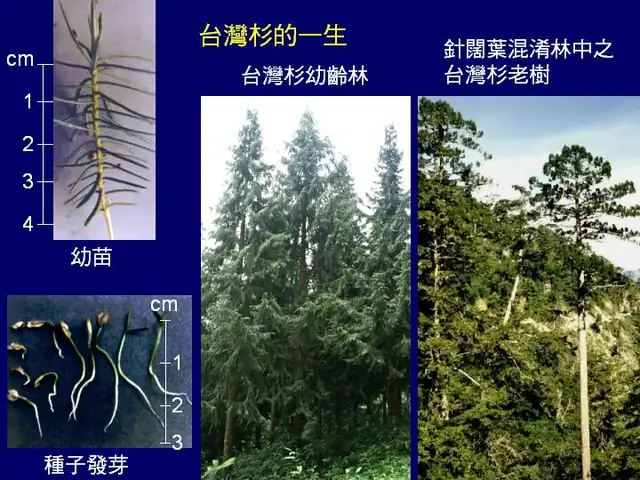 台灣杉的一生
cm
1
2
3
4
幼苗
cm
1
2
3
種子發芽
台灣杉幼齡林
針闊葉混淆林中之
台灣杉老樹